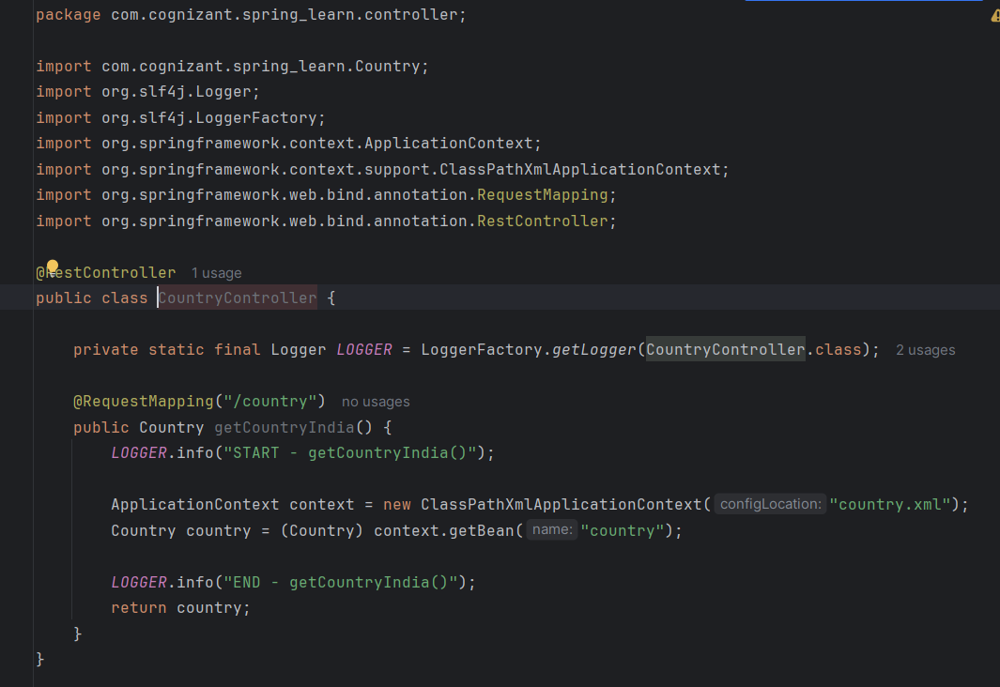 package com.cognizant.spring_learn.controller;
import com.cognizant.spring_learn.Country;
import org.slf4j.Logger;
import org.slf4j.LoggerFactory;
import org.springframework.context.ApplicationContext;
import org.springframework.context.support.ClassPathXmlApplicationContext;
import org.springframework.web.bind.annotation.RequestMapping;
import org.springframework.web.bind.annotation.RestController;
@RestController 1 usage
public class CountryController {
private static final Logger LOGGER = LoggerFactory.getLogger(CountryController.class); 2 usages
@RequestMapping("/country") no usages
public Country getCountryIndia() {
LOGGER.info("START - getCountryIndia()");
ApplicationContext context = new ClassPathXmlApplicationContext( configLocation: "country.xml");
Country country = (Country) context.getBean( name: "country");
LOGGER.info("END - getCountryIndia()");
return country;
}
}